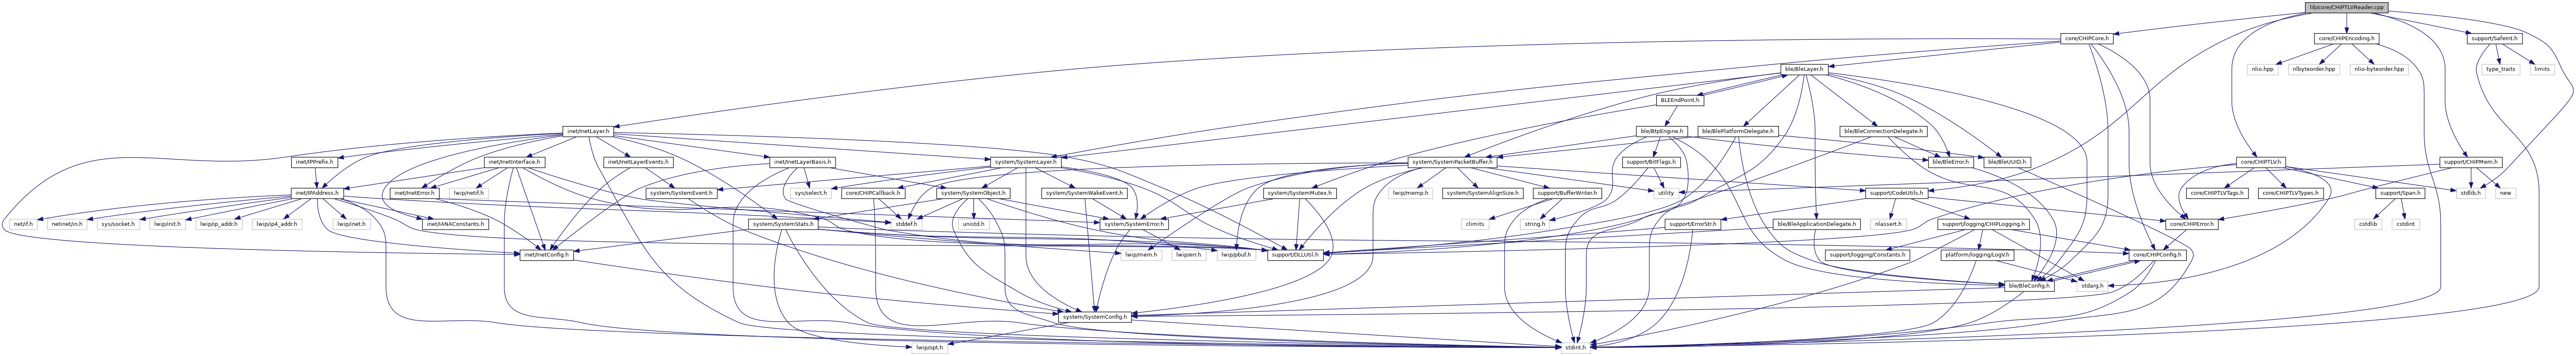 lib/core/CHIPTLVReader.cpp
core/CHIPCore.h
core/CHIPEncoding.h
support/SafeInt.h
ble/BleLayer.h
nlio.hpp
nlbyteorder.hpp
nlio-byteorder.hpp
type_traits
limits
BLEEndPoint.h
inet/InetLayer.h
ble/BtpEngine.h
ble/BlePlatformDelegate.h
ble/BleConnectionDelegate.h
inet/IPPrefix.h
inet/InetInterface.h
inet/InetLayerEvents.h
inet/InetLayerBasis.h
system/SystemLayer.h
system/SystemPacketBuffer.h
support/BitFlags.h
ble/BleError.h
ble/BleUUID.h
core/CHIPTLV.h
support/CHIPMem.h
inet/IPAddress.h
inet/InetError.h
lwip/netif.h
system/SystemEvent.h
sys/select.h
core/CHIPCallback.h
system/SystemObject.h
system/SystemWakeEvent.h
lwip/memp.h
system/SystemAlignSize.h
support/BufferWriter.h
system/SystemMutex.h
utility
support/CodeUtils.h
core/CHIPTLVTags.h
core/CHIPTLVTypes.h
support/Span.h
stdlib.h
new
net/if.h
netinet/in.h
sys/socket.h
lwip/init.h
lwip/ip_addr.h
lwip/ip4_addr.h
lwip/inet.h
inet/IANAConstants.h
system/SystemStats.h
stddef.h
unistd.h
system/SystemError.h
climits
string.h
support/ErrorStr.h
ble/BleApplicationDelegate.h
nlassert.h
support/logging/CHIPLogging.h
core/CHIPError.h
cstdlib
cstdint
inet/InetConfig.h
lwip/mem.h
lwip/err.h
lwip/pbuf.h
support/DLLUtil.h
support/logging/Constants.h
platform/logging/LogV.h
core/CHIPConfig.h
ble/BleConfig.h
stdarg.h
system/SystemConfig.h
lwip/opt.h
stdint.h